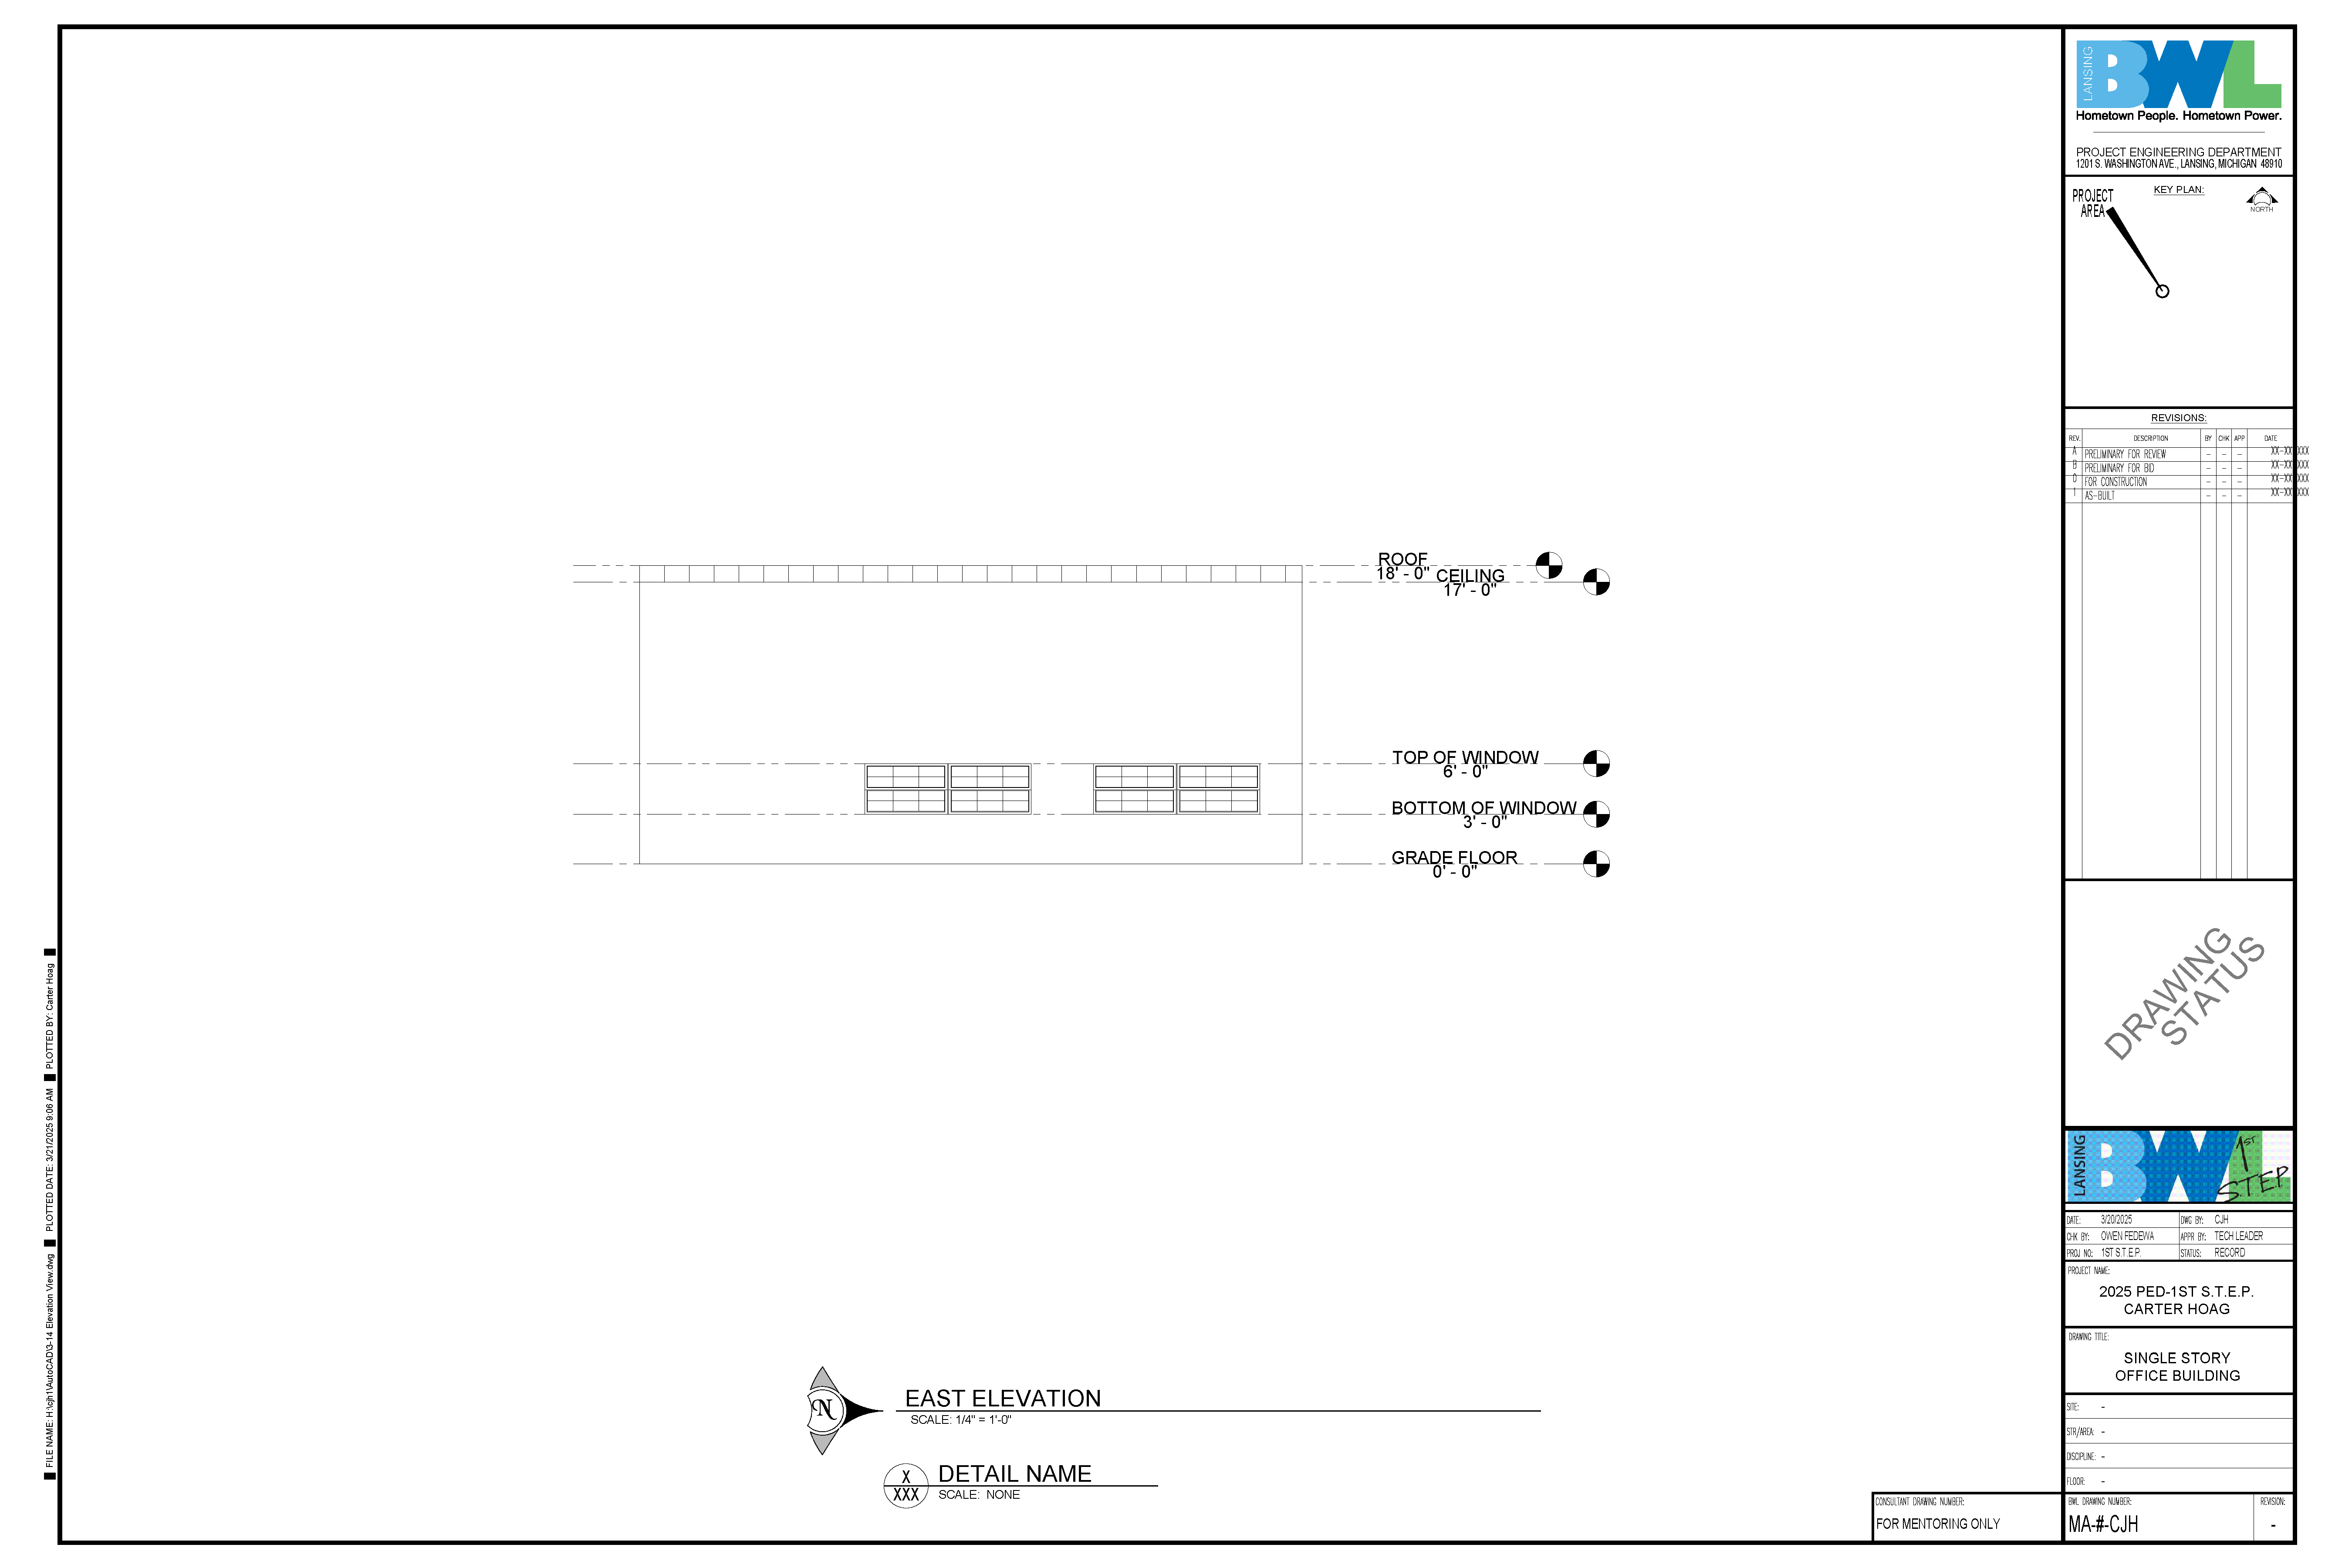 LANSING
BWL
Hometown People. Hometown Power.
PROJECT ENGINEERING DEPARTMENT
1201 S. WASHINGTON AVE., LANSING, MICHIGAN 48910
PROJECT
AREA
KEY PLAN:
NORTH
REVISIONS:
REV. DESCRIPTION BY CHK APP DATE
A PRELIMINARY FOR REVIEW - - - XX-XX-XXXX
B PRELIMINARY FOR BID - - - XX-XX-XXXX
0 FOR CONSTRUCTION - - - XX-XX-XXXX
1 AS-BUILT - - - XX-XX-XXXX
ROOF
18' - 0"
CEILING
17' - 0"
TOP OF WINDOW
6' - 0"
BOTTOM OF WINDOW
3' - 0"
GRADE FLOOR
0' - 0"
DRAWING
STATUS
LANSING
BWL
1ST
STEP
DATE: 3/20/2025 DWG BY: CJH
CHK BY: OWEN FEDEWA APPR BY: TECH LEADER
PROJ NO: 1ST S.T.E.P. STATUS: RECORD
PROJECT NAME:
2025 PED-1ST S.T.E.P.
CARTER HOAG
DRAWING TITLE:
SINGLE STORY
OFFICE BUILDING
SITE: -
STR/AREA: -
DISCIPLINE: -
FLOOR: -
BWL DRAWING NUMBER:
MA-#-CJH
REVISION:
-
CONSULTANT DRAWING NUMBER:
FOR MENTORING ONLY
N
EAST ELEVATION
SCALE: 1/4" = 1'-0"
X
XXX
DETAIL NAME
SCALE: NONE
FILE NAME: H:\cjh1\AutoCAD\3-14 Elevation View.dwg PLOTTED DATE: 3/21/2025 9:06 AM PLOTTED BY: Carter Hoag